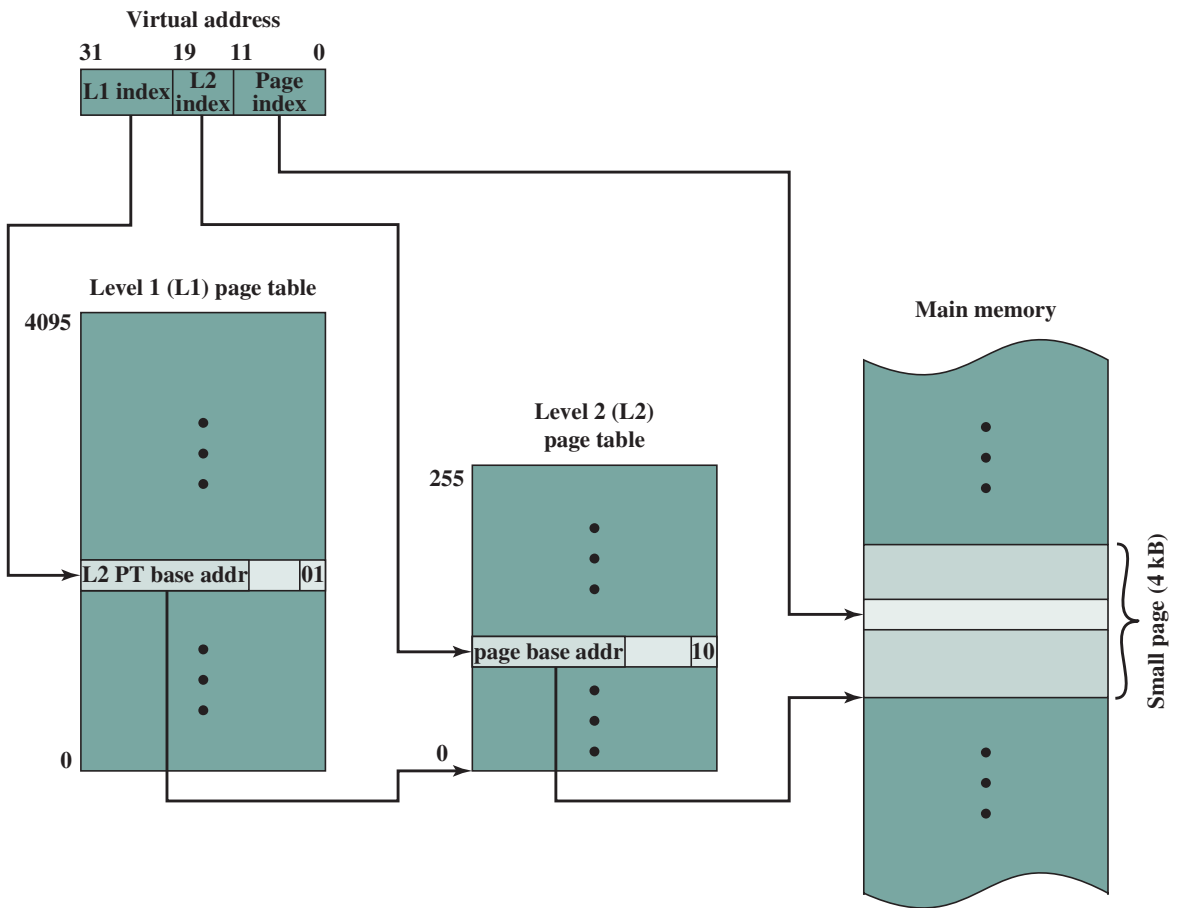 Virtual address
31 19 11 0
L1 index L2 index Page index
Level 1 (L1) page table
4095
L2 PT base addr 01
0
Level 2 (L2)
page table
255
page base addr 10
0
Main memory
Small page (4 kB)